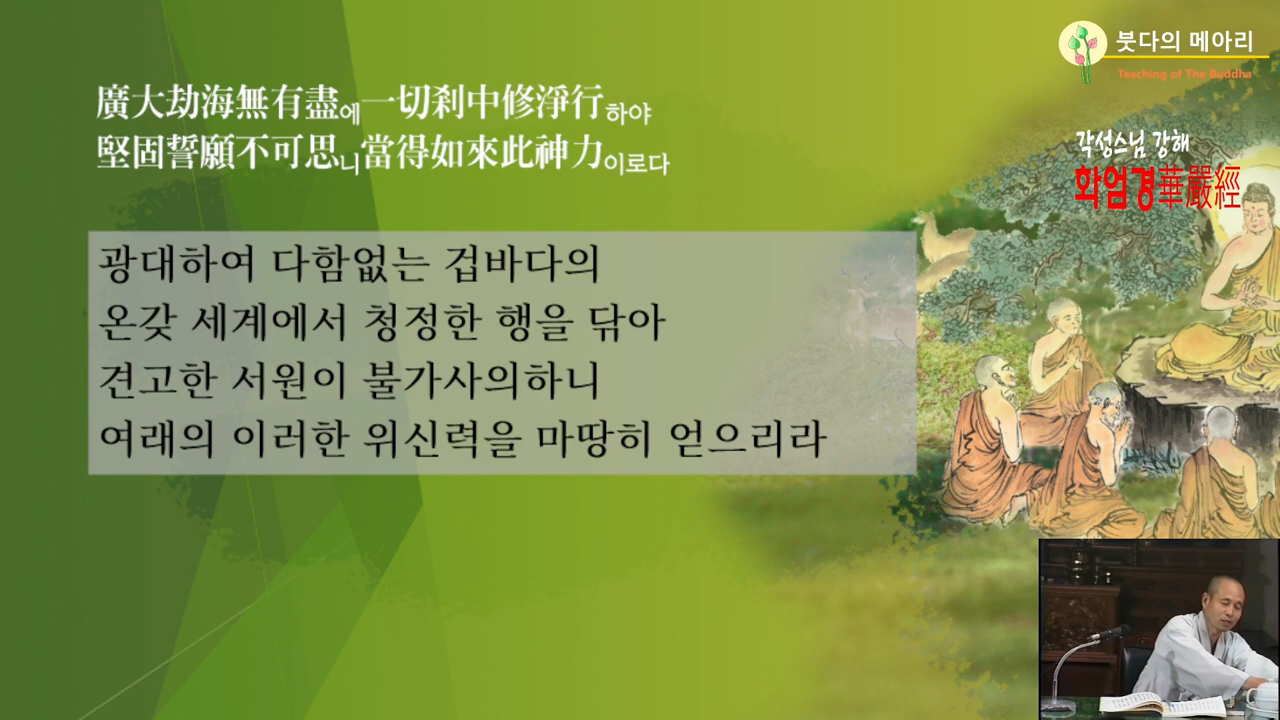 붓다의 메아리
Teaching of The Buddha
각성스님 강해
화엄경華嚴經
廣大劫海無有盡에一切刹中修淨行하야
堅固誓願不可思니當得如來此神力이로다
광대하여 다함없는 겁바다의
온갖 세계에서 청정한 행을 닦아
견고한 서원이 불가사의하니
여래의 이러한 위신력을 마땅히 얻으리라